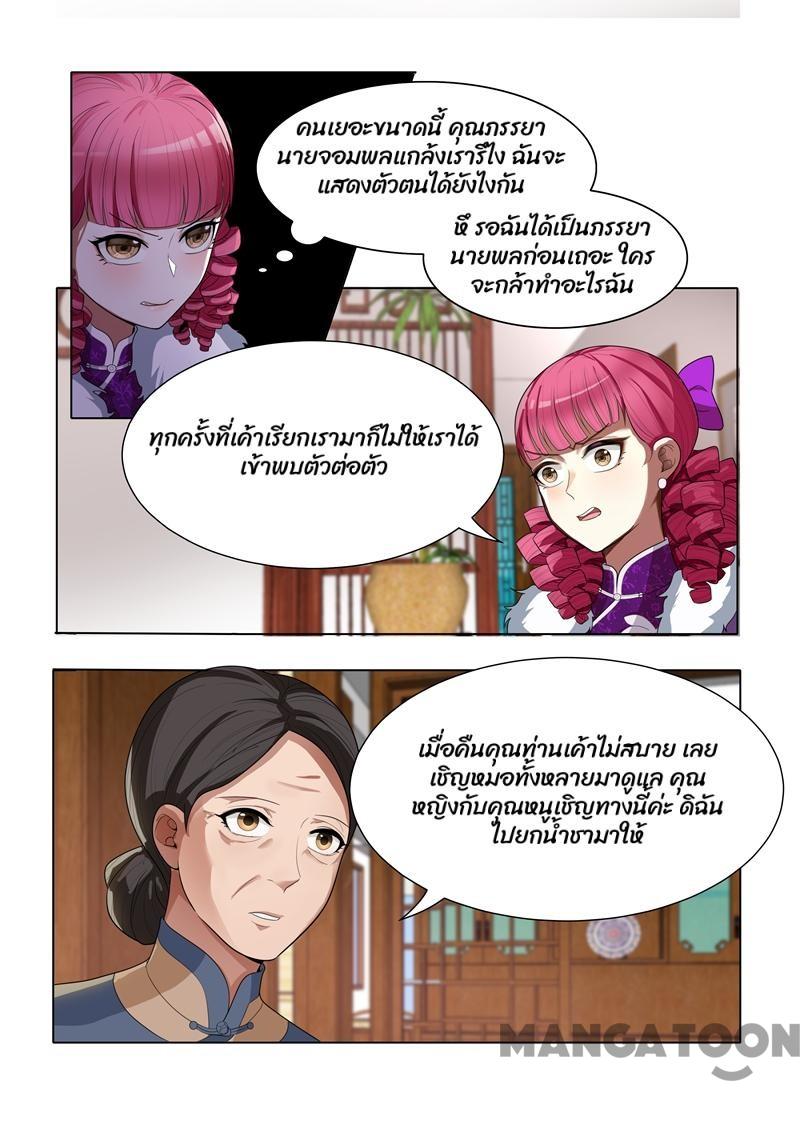 คนเยอะขนาดนี้ คุณภรรยา
นายจอมพลแกล้งเรารึไง ฉันจะ
แสดงตัวตนได้ยังไงกัน
หึ รอฉันได้เป็นภรรยา
นายพลก่อนเถอะ ใคร
จะกล้าทำอะไรฉัน
ทุกครั้งที่เค้าเรียกเรามาก็ไม่ให้เราได้
เข้าพบตัวต่อตัว
เมื่อคืนคุณท่านเค้าไม่สบาย เลย
เชิญหมอทั้งหลายมาดูแล คุณ
หญิงกับคุณหนูเชิญทางนี้ค่ะ ดิฉัน
ไปยกน้ำชามาให้
MANGATOON